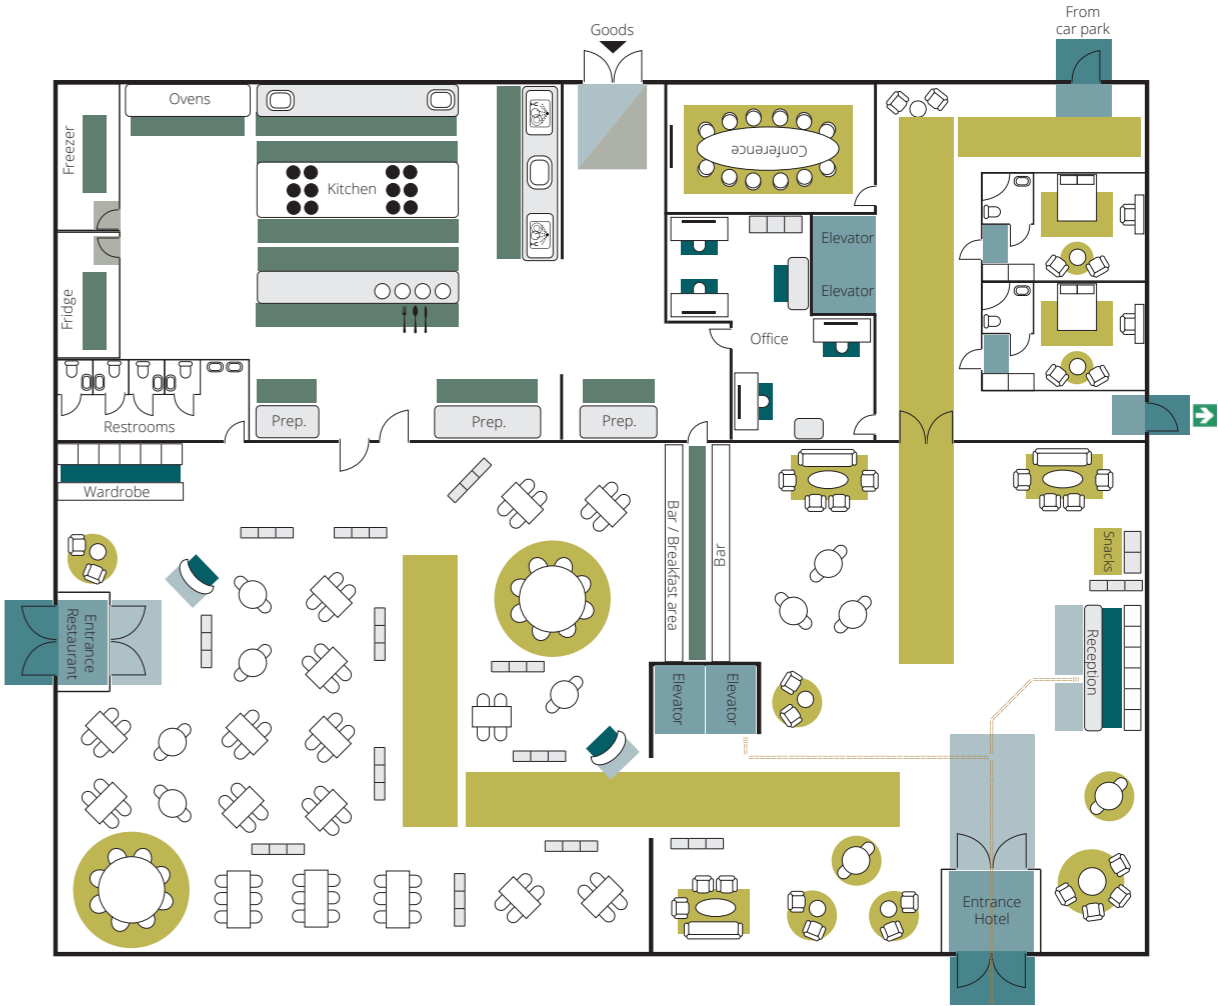 From
car park
Goods
Ovens
Freezer
Kitchen
Conference
Elevator
Elevator
Fridge
Office
Restrooms
Prep.
Prep.
Prep.
Wardrobe
Bar / Breakfast area
Bar
Snacks
Entrance
Restaurant
Reception
Elevator
Elevator
Entrance
Hotel